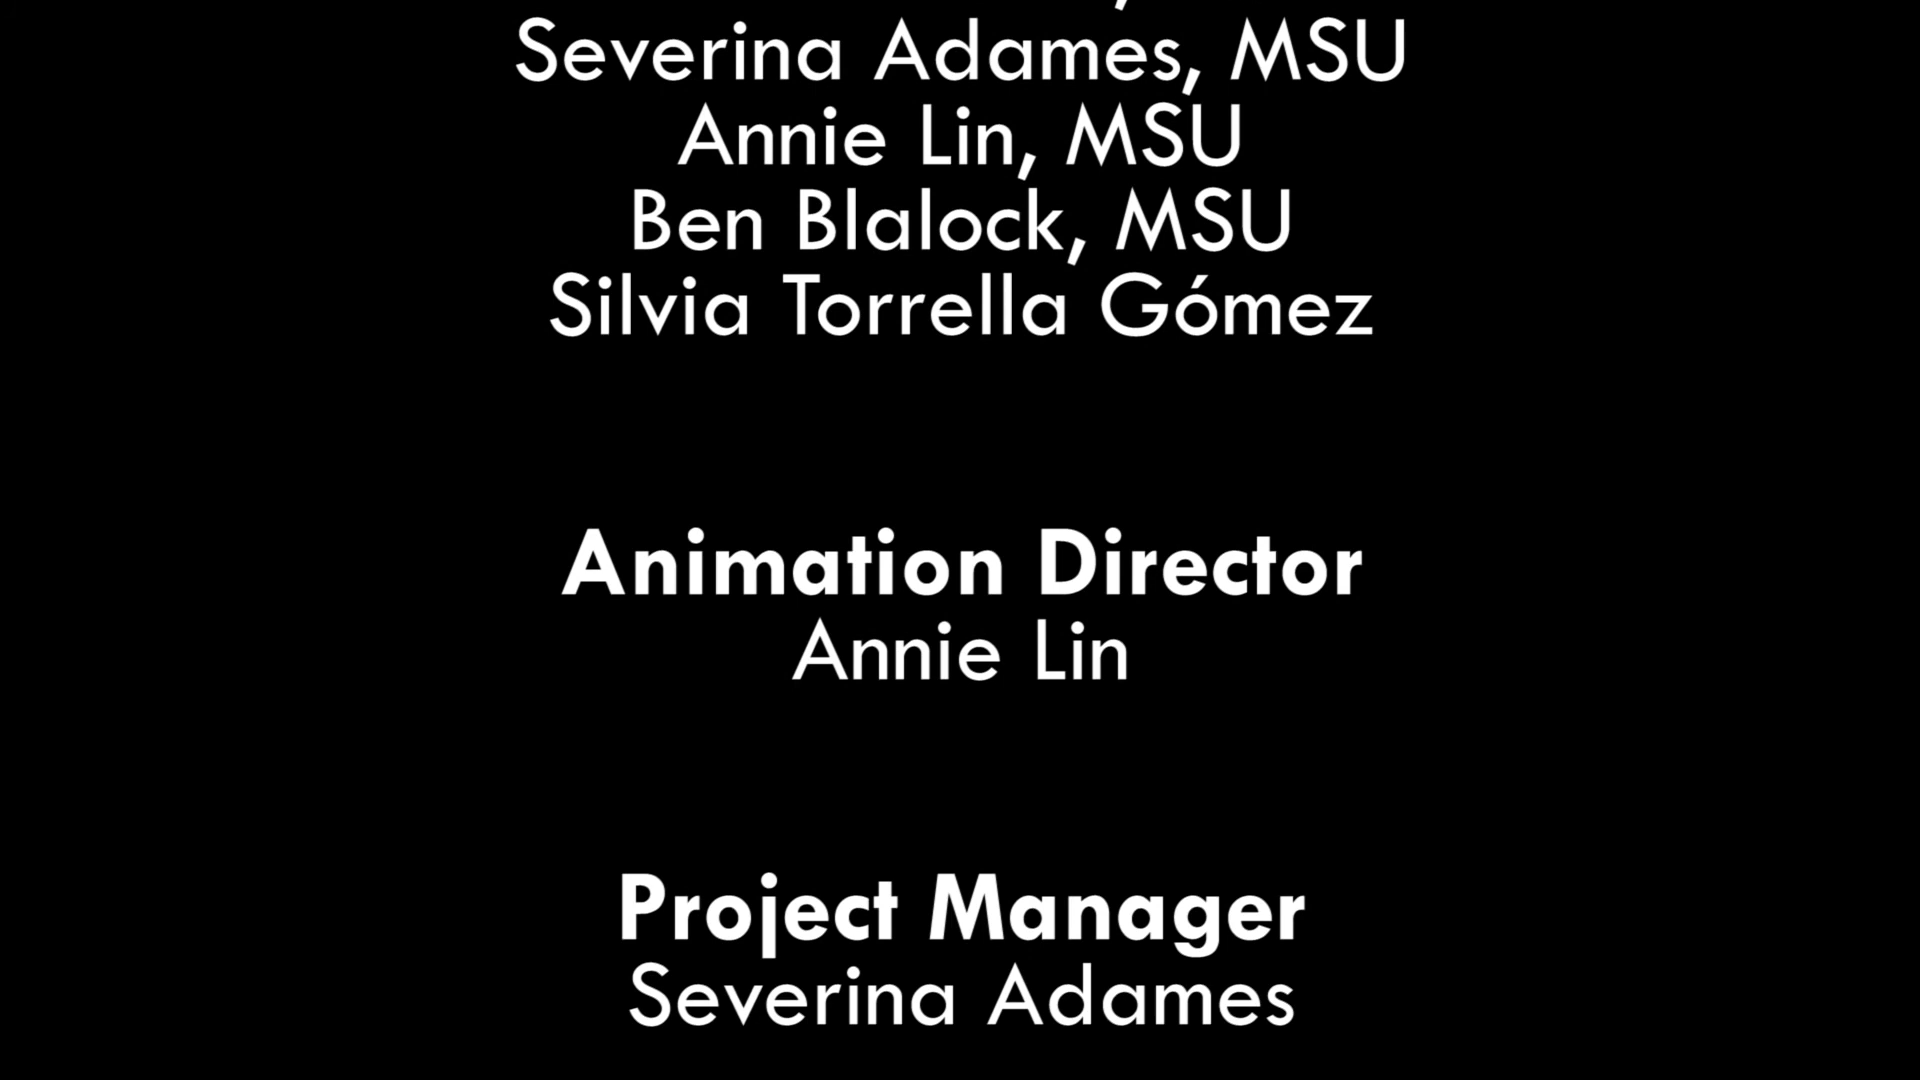 Severina Adames, MSU
Annie Lin, MSU
Ben Blalock, MSU
Silvia Torrella Gómez
Animation Director
Annie Lin
Project Manager
Severina Adames